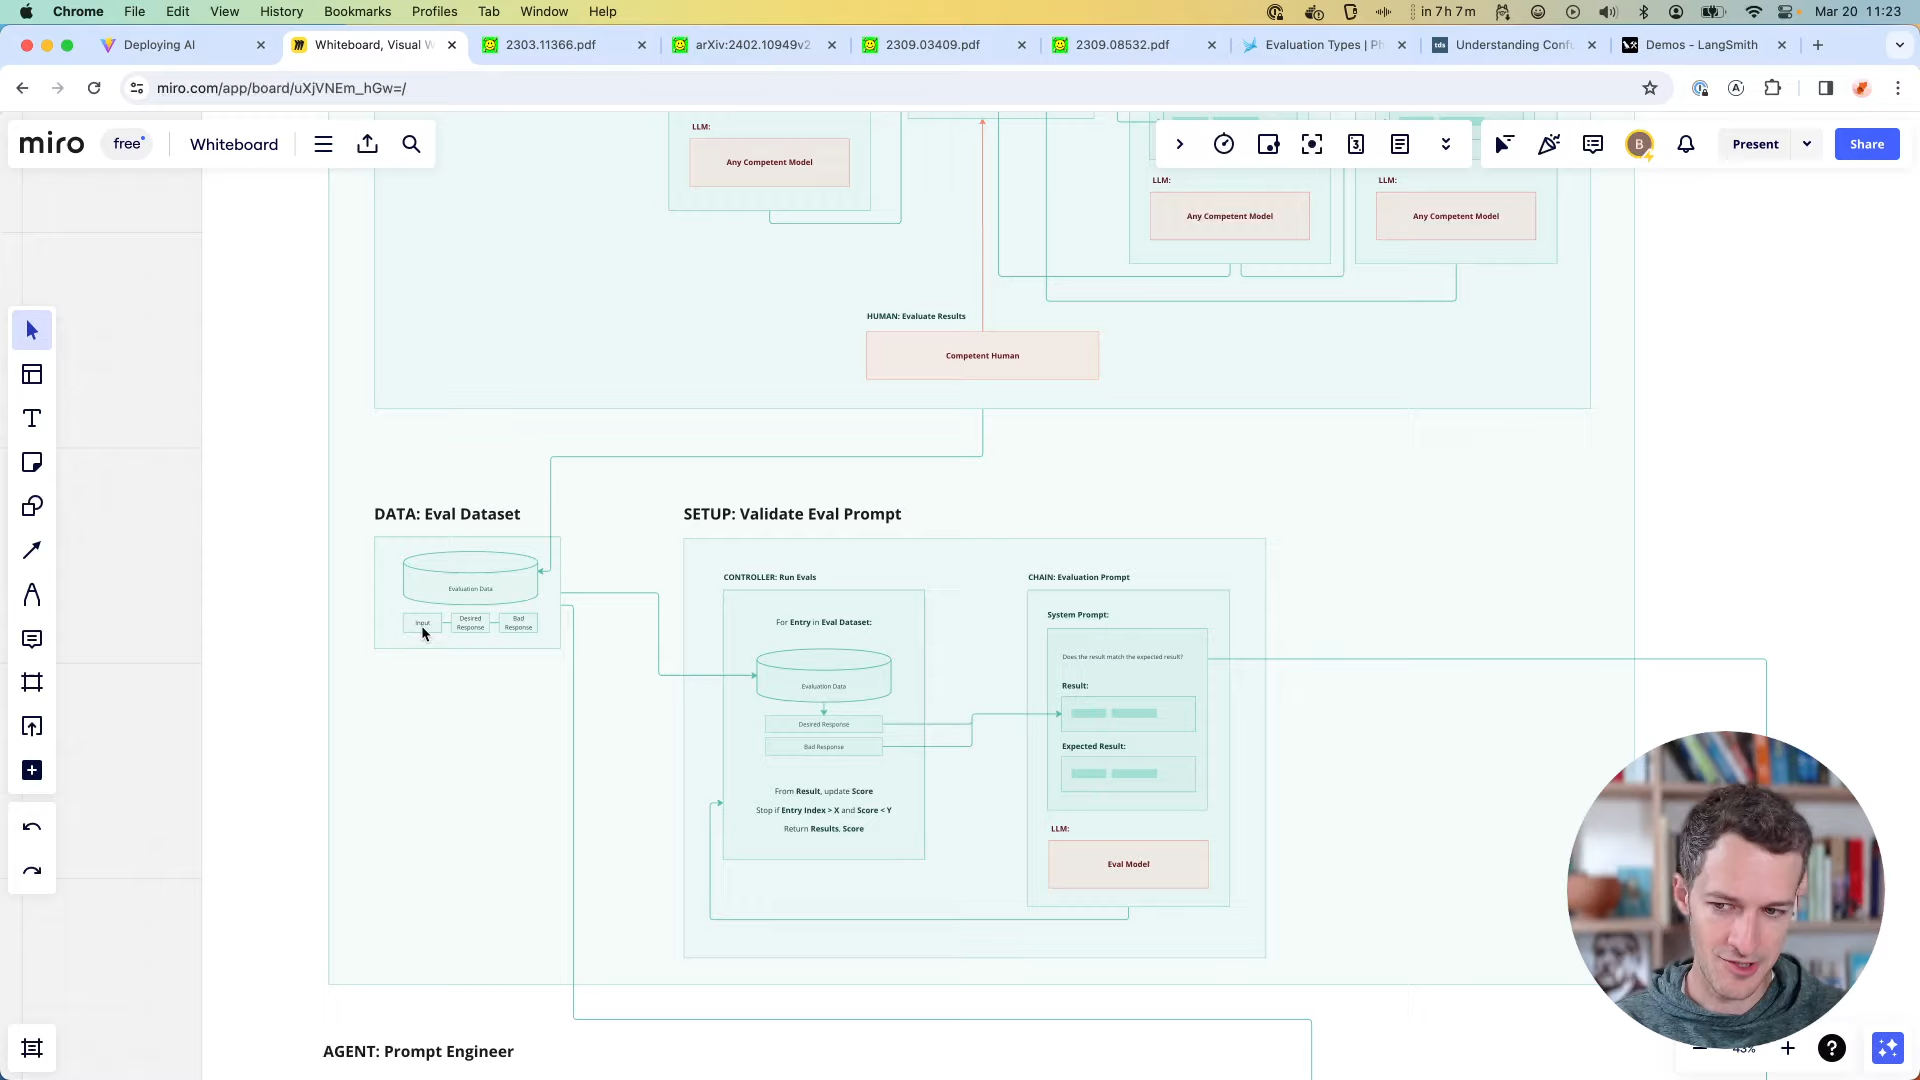 Chrome File Edit View History Bookmarks Profiles Tab Window Help
in 7 h 7 m
Mar 20 11:23
Deploying AI
Whiteboard, Visual W
2303.11366.pdf
arXiv:2402.10949v2
2309.03409.pdf
2309.08532.pdf
Evaluation Types | Ph
Understanding Confu
Demos - LangSmith
miro.com/app/board/uXjVNEm_hGw=/
miro
free
Whiteboard
3
B
Present
Share
LLM:
Any Competent Model
LLM:
Any Competent Model
LLM:
Any Competent Model
HUMAN: Evaluate Results
Competent Human
DATA: Eval Dataset
Evaluation Data
Input
Desired
Response
Bad
Response
SETUP: Validate Eval Prompt
CONTROLLER: Run Evals
For Entry in Eval Dataset:
Evaluation Data
Desired Response
Bad Response
From Result, update Score
Stop if Entry Index > X and Score < Y
Return Results, Score
CHAIN: Evaluation Prompt
System Prompt:
Does the result match the expected result?
Result:
Expected Result:
LLM:
Eval Model
AGENT: Prompt Engineer
43%
?